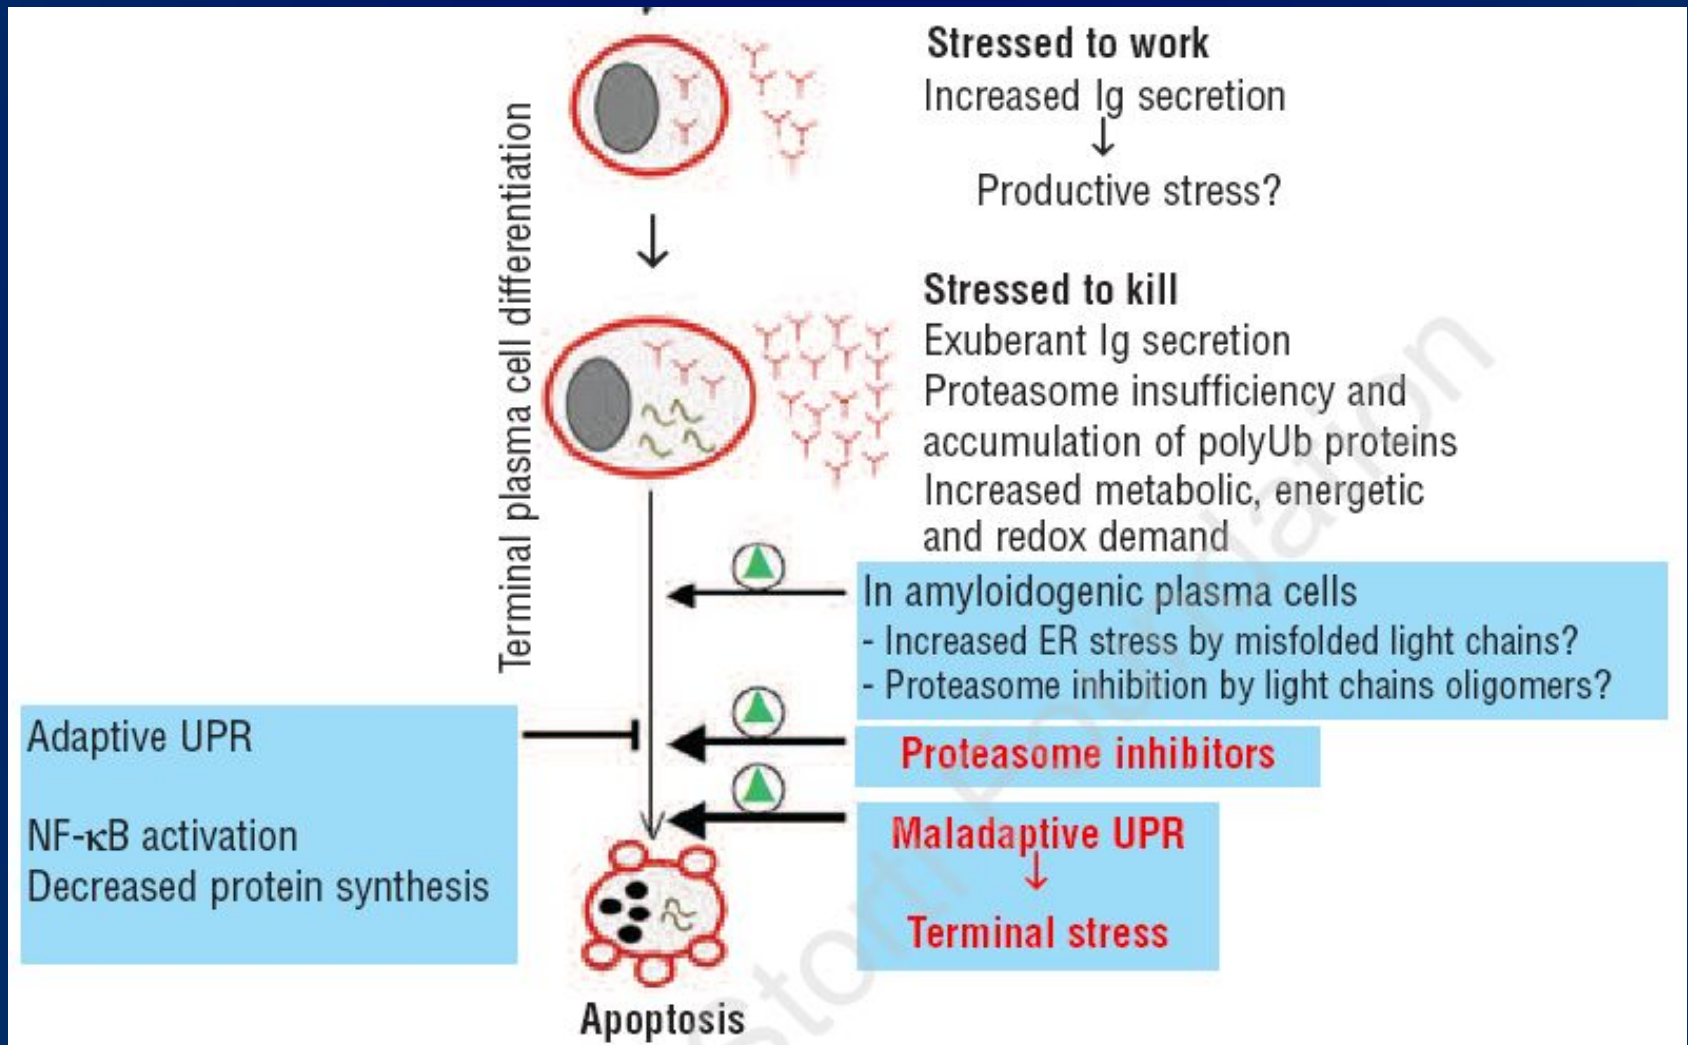 Stressed to work
Increased Ig secretion
↓
Productive stress?
Terminal plasma cell differentiation
Stressed to kill
Exuberant Ig secretion
Proteasome insufficiency and
accumulation of polyUb proteins
Increased metabolic, energetic
and redox demand
In amyloidogenic plasma cells
- Increased ER stress by misfolded light chains?
- Proteasome inhibition by light chains oligomers?
Adaptive UPR
NF-κB activation
Decreased protein synthesis
Proteasome inhibitors
Maladaptive UPR
↓
Terminal stress
Apoptosis
Storti Foundation